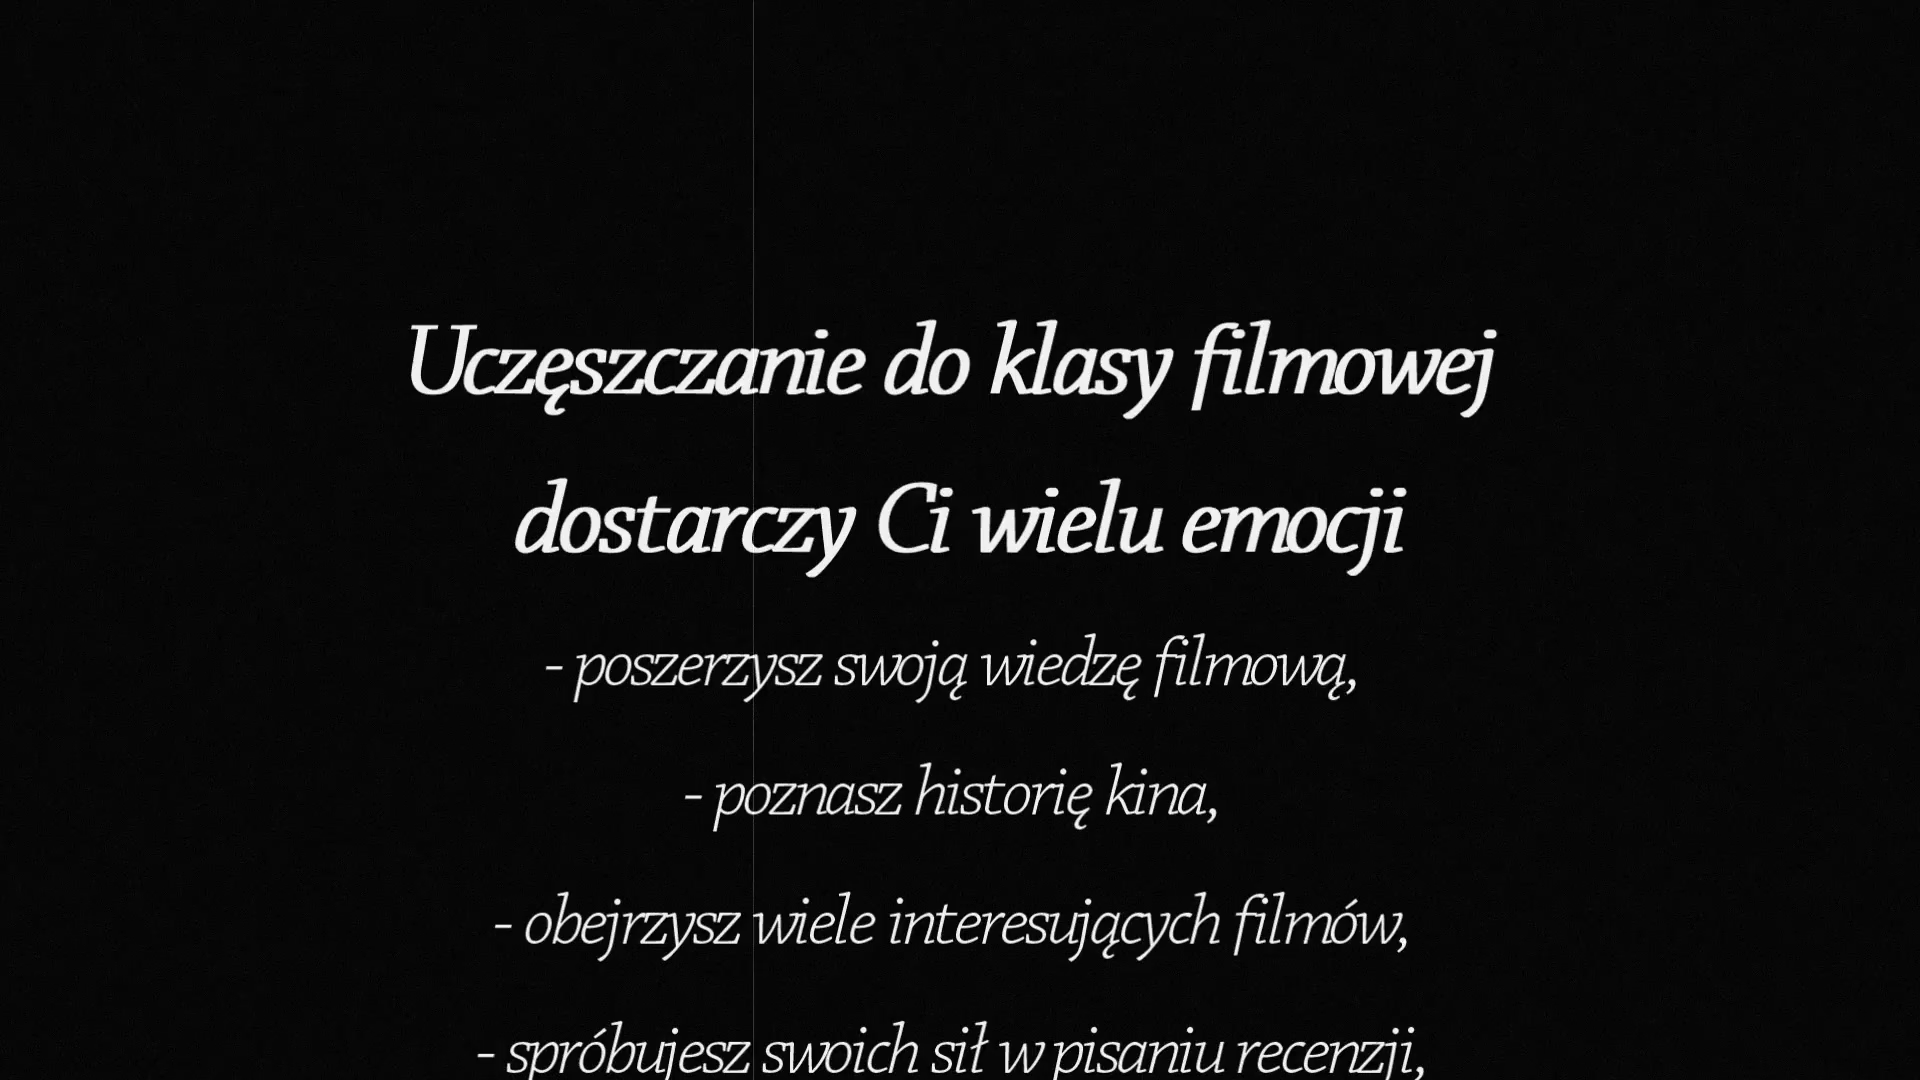 Uczęszczanie do klasy filmowej
dostarczy Ci wielu emocji
- poszerzysz swoją wiedzę filmową,
- poznasz historię kina,
- obejrzysz wiele interesujących filmów,
- spróbujesz swoich sił w pisaniu recenzji,